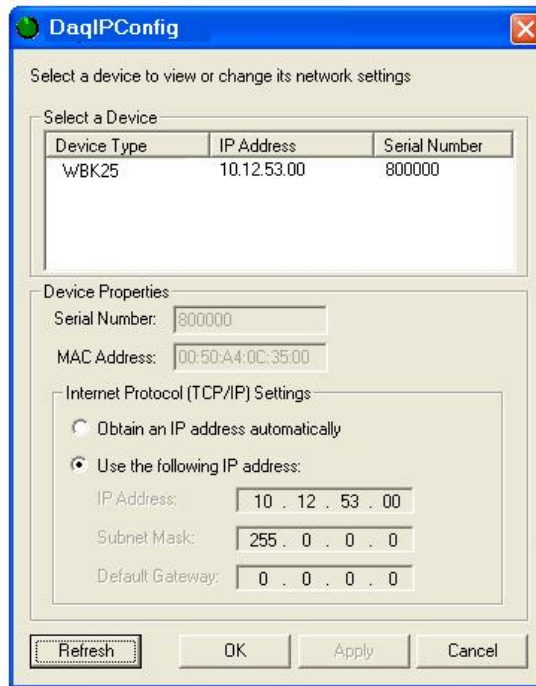 DaqIPConfig
Select a device to view or change its network settings
Select a Device
Device Type IP Address Serial Number
WBK25 10.12.53.00 800000
Device Properties
Serial Number: 800000
MAC Address: 00:50:A4:0C:35:00
Internet Protocol (TCP/IP) Settings
Obtain an IP address automatically
Use the following IP address:
IP Address: 10 . 12 . 53 . 00
Subnet Mask: 255 . 0 . 0 . 0
Default Gateway: 0 . 0 . 0 . 0
Refresh OK Apply Cancel